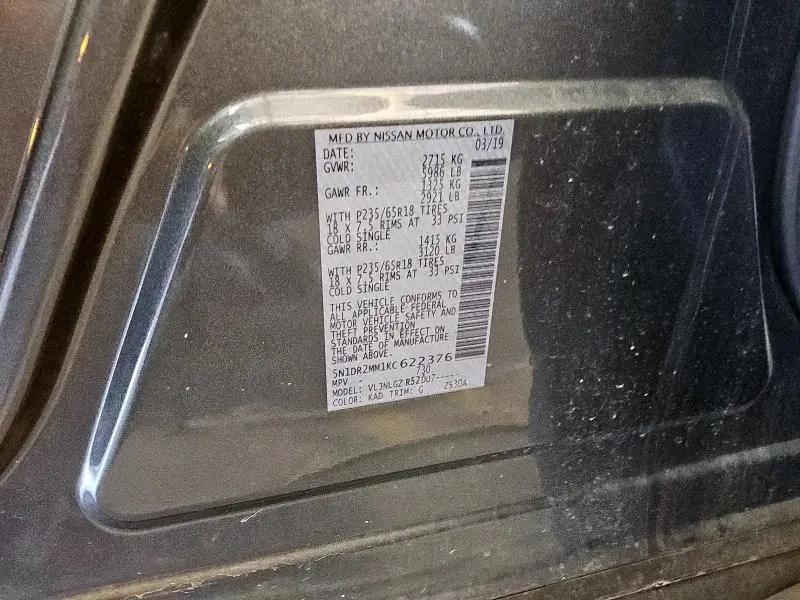 MFD BY NISSAN MOTOR CO., LTD.
DATE: 03/19
GVWR: 2715 KG
5986 LB
GAWR FR.: 1325 KG
2921 LB
WITH P235/65R18 TIRES
18 X 7.5 RIMS AT 33 PSI
COLD SINGLE
GAWR RR.: 1415 KG
3120 LB
WITH P235/65R18 TIRES
18 X 7.5 RIMS AT 33 PSI
COLD SINGLE
THIS VEHICLE CONFORMS TO
ALL APPLICABLE FEDERAL
MOTOR VEHICLE SAFETY AND
THEFT PREVENTION
STANDARDS IN EFFECT ON
THE DATE OF MANUFACTURE
SHOWN ABOVE.
5N1DR2MM1KC622376
MPV 730
MODEL: VLJNLGZ R52DU7-----
COLOR: KAD TRIM: G ZS30A